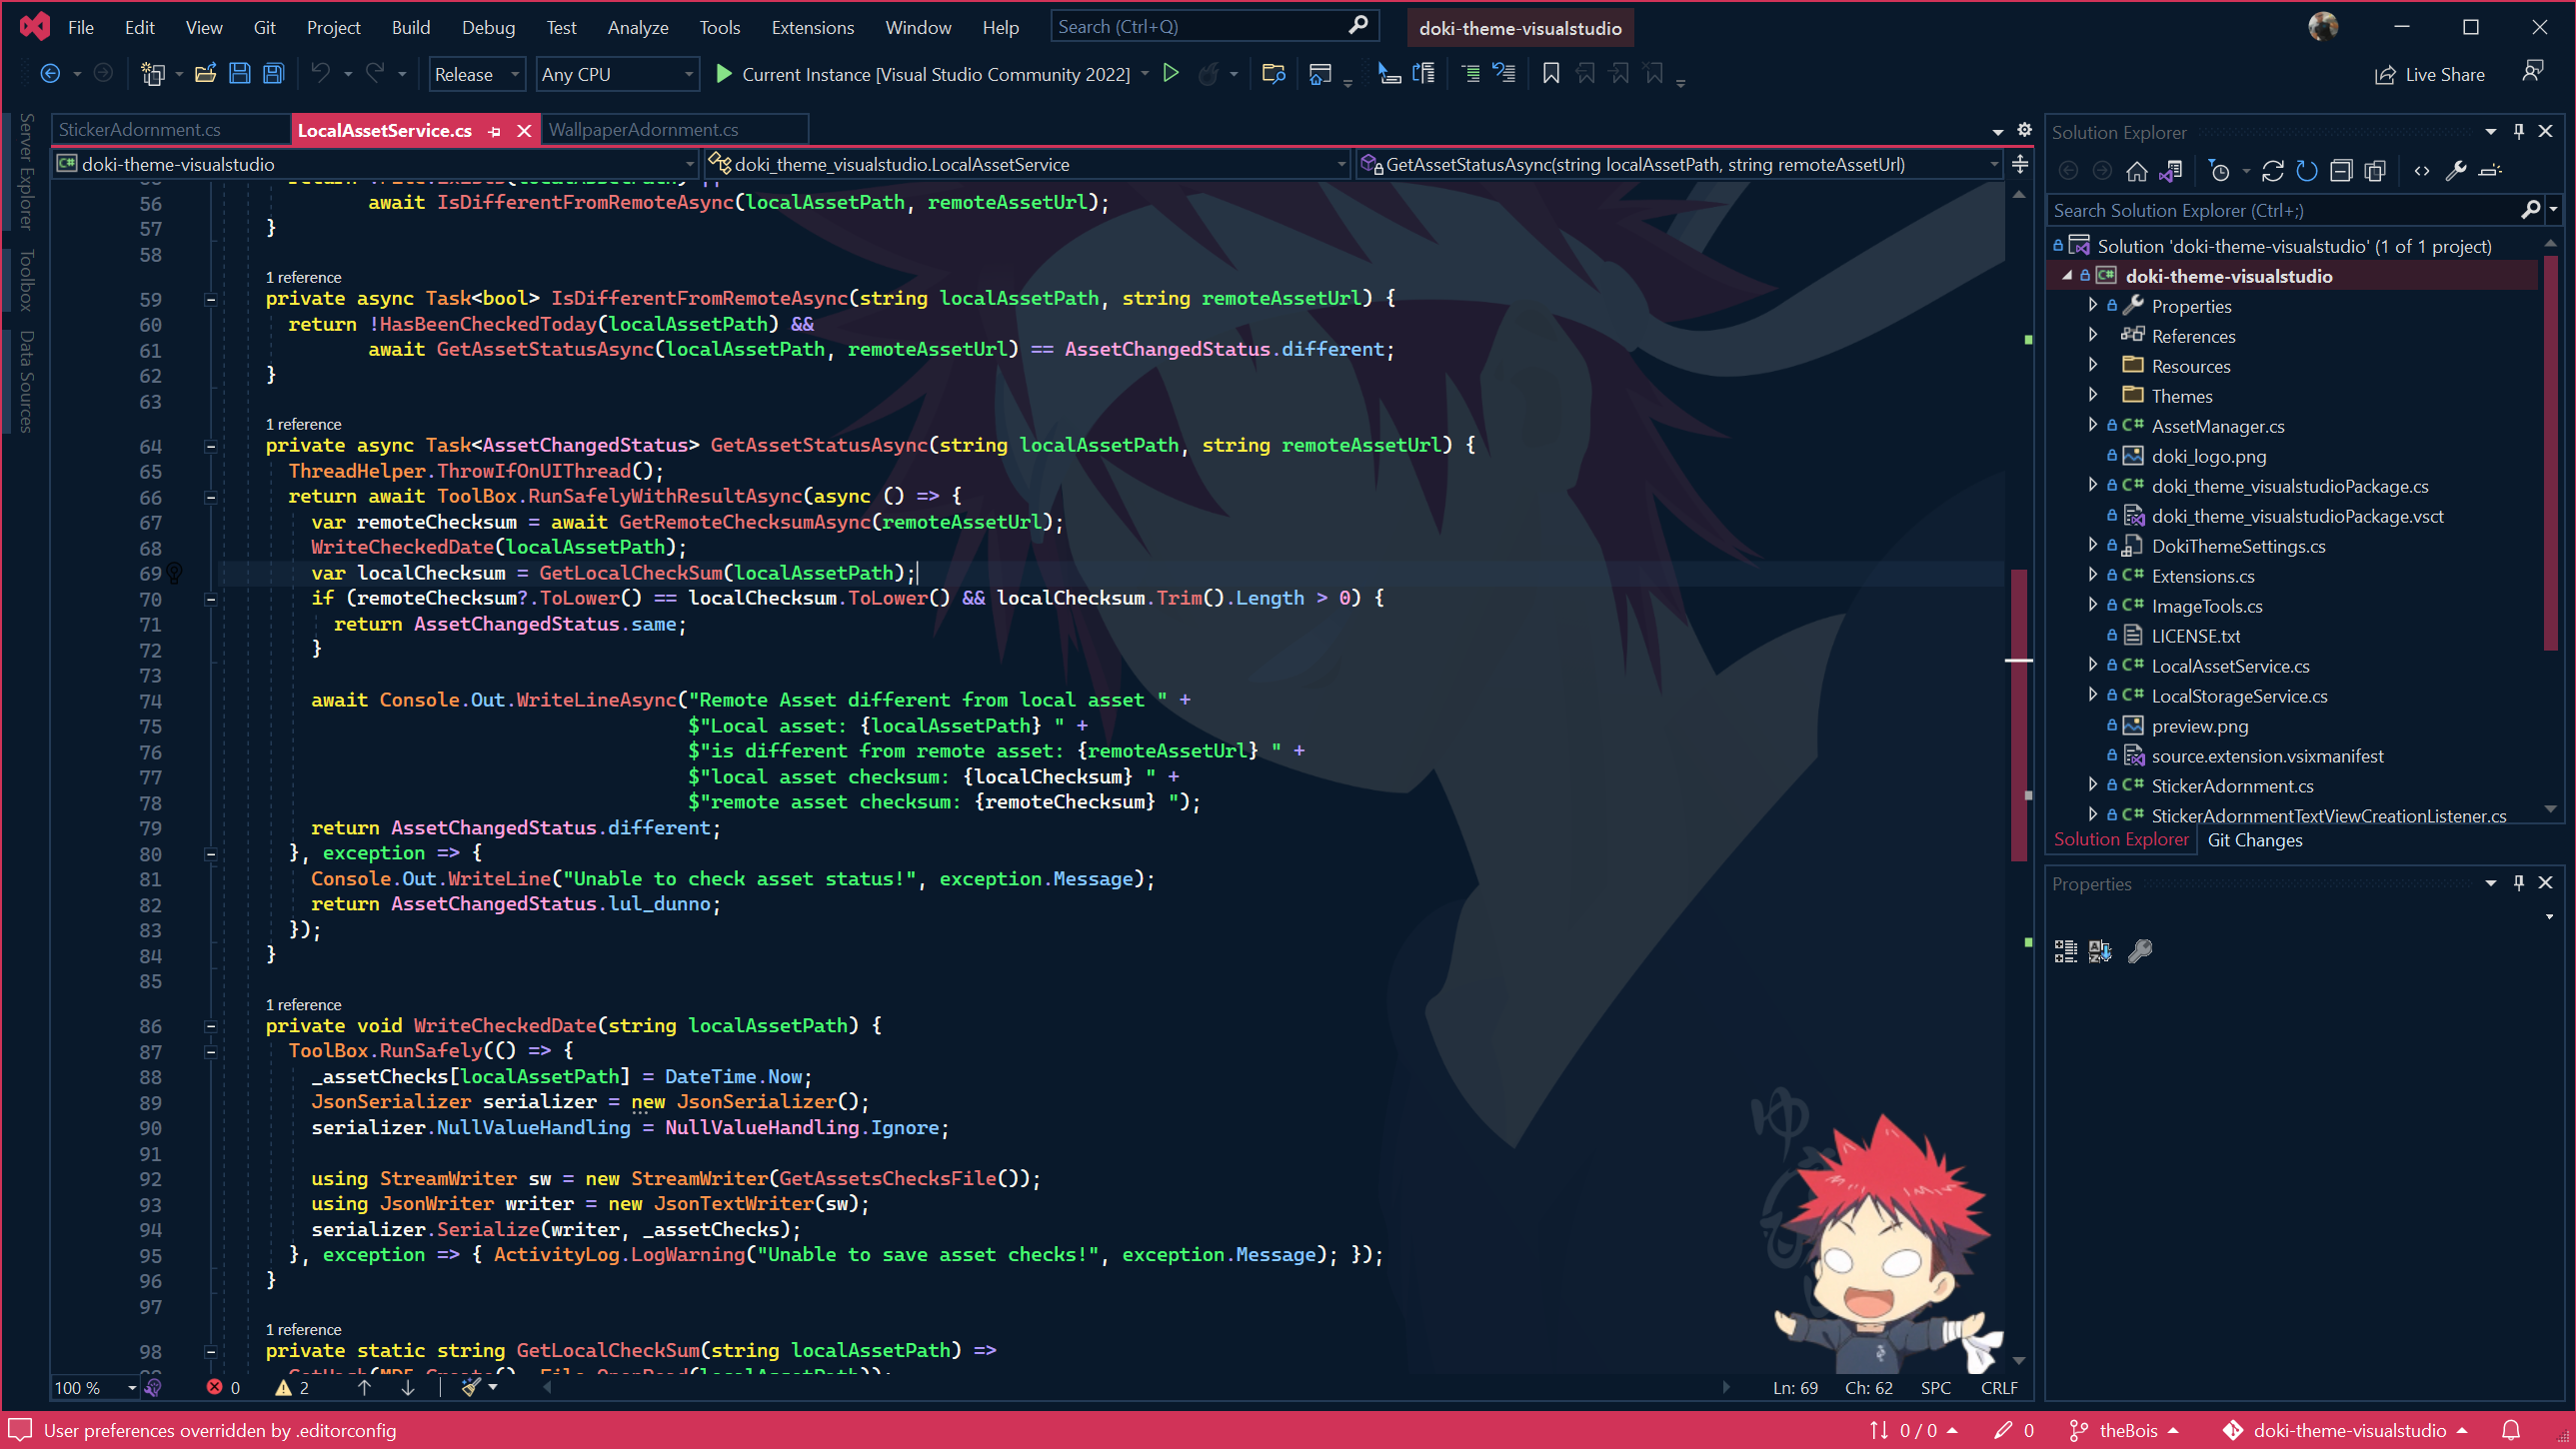 File Edit View Git Project Build Debug Test Analyze Tools Extensions Window Help Search (Ctrl+Q) doki-theme-visualstudio
Release Any CPU Current Instance [Visual Studio Community 2022] Live Share
Server Explorer
Toolbox
Data Sources
StickerAdornment.cs LocalAssetService.cs WallpaperAdornment.cs
doki-theme-visualstudio doki_theme_visualstudio.LocalAssetService GetAssetStatusAsync(string localAssetPath, string remoteAssetUrl)
56 await IsDifferentFromRemoteAsync(localAssetPath, remoteAssetUrl);
57 }
58
1 reference
59 private async Task<bool> IsDifferentFromRemoteAsync(string localAssetPath, string remoteAssetUrl) {
60 return !HasBeenCheckedToday(localAssetPath) &&
61 await GetAssetStatusAsync(localAssetPath, remoteAssetUrl) == AssetChangedStatus.different;
62 }
63
1 reference
64 private async Task<AssetChangedStatus> GetAssetStatusAsync(string localAssetPath, string remoteAssetUrl) {
65 ThreadHelper.ThrowIfOnUIThread();
66 return await ToolBox.RunSafelyWithResultAsync(async () => {
67 var remoteChecksum = await GetRemoteChecksumAsync(remoteAssetUrl);
68 WriteCheckedDate(localAssetPath);
69 var localChecksum = GetLocalCheckSum(localAssetPath);
70 if (remoteChecksum?.ToLower() == localChecksum.ToLower() && localChecksum.Trim().Length > 0) {
71 return AssetChangedStatus.same;
72 }
73
74 await Console.Out.WriteLineAsync("Remote Asset different from local asset " +
75 $"Local asset: {localAssetPath} " +
76 $"is different from remote asset: {remoteAssetUrl} " +
77 $"local asset checksum: {localChecksum} " +
78 $"remote asset checksum: {remoteChecksum} ");
79 return AssetChangedStatus.different;
80 }, exception => {
81 Console.Out.WriteLine("Unable to check asset status!", exception.Message);
82 return AssetChangedStatus.lul_dunno;
83 });
84 }
85
1 reference
86 private void WriteCheckedDate(string localAssetPath) {
87 ToolBox.RunSafely(() => {
88 _assetChecks[localAssetPath] = DateTime.Now;
89 JsonSerializer serializer = new JsonSerializer();
90 serializer.NullValueHandling = NullValueHandling.Ignore;
91
92 using StreamWriter sw = new StreamWriter(GetAssetsChecksFile());
93 using JsonWriter writer = new JsonTextWriter(sw);
94 serializer.Serialize(writer, _assetChecks);
95 }, exception => { ActivityLog.LogWarning("Unable to save asset checks!", exception.Message); });
96 }
97
1 reference
98 private static string GetLocalCheckSum(string localAssetPath) =>
100 % 0 2 Ln: 69 Ch: 62 SPC CRLF
Solution Explorer
Search Solution Explorer (Ctrl+;)
Solution 'doki-theme-visualstudio' (1 of 1 project)
doki-theme-visualstudio
Properties
References
Resources
Themes
C# AssetManager.cs
doki_logo.png
C# doki_theme_visualstudioPackage.cs
doki_theme_visualstudioPackage.vsct
DokiThemeSettings.cs
C# Extensions.cs
C# ImageTools.cs
LICENSE.txt
C# LocalAssetService.cs
C# LocalStorageService.cs
preview.png
source.extension.vsixmanifest
C# StickerAdornment.cs
C# StickerAdornmentTextViewCreationListener.cs
Solution Explorer Git Changes
Properties
User preferences overridden by .editorconfig 0 / 0 0 theBois doki-theme-visualstudio